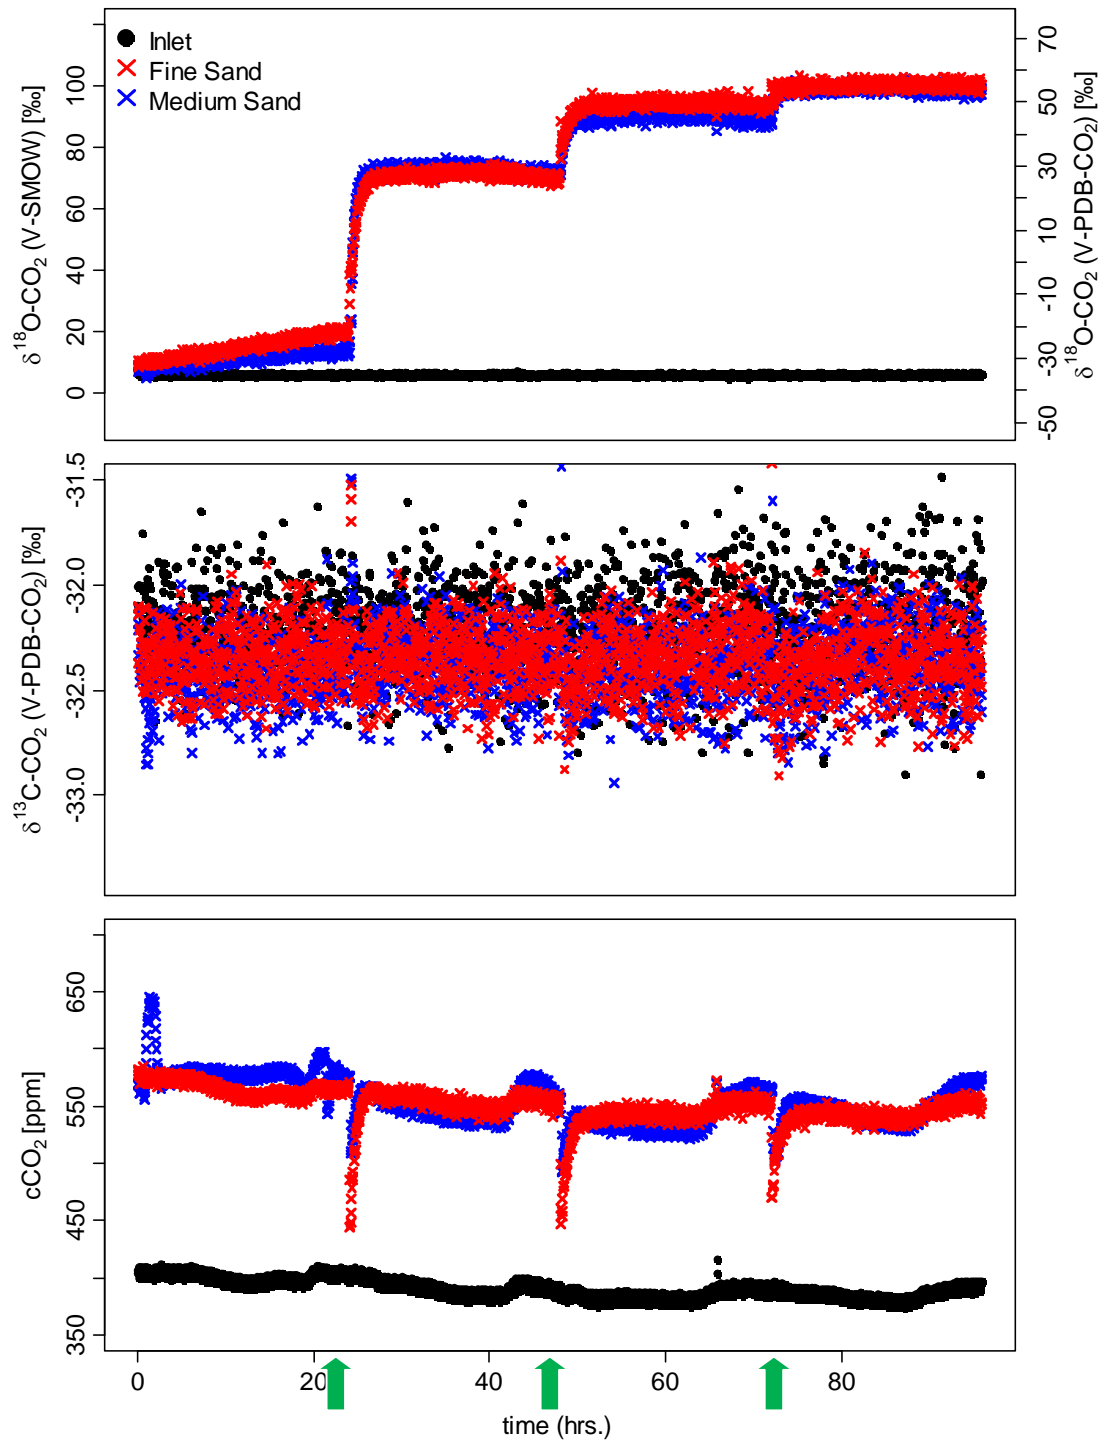 Inlet
Fine Sand
Medium Sand
δ18O-CO2 (V-SMOW) [‰]
100
80
60
40
20
0
70
50
30
10
-10
-30
-50
δ18O-CO2 (V-PDB-CO2) [‰]
δ13C-CO2 (V-PDB-CO2) [‰]
-31.5
-32.0
-32.5
-33.0
cCO2 [ppm]
650
550
450
350
0 20 40 60 80
time (hrs.)